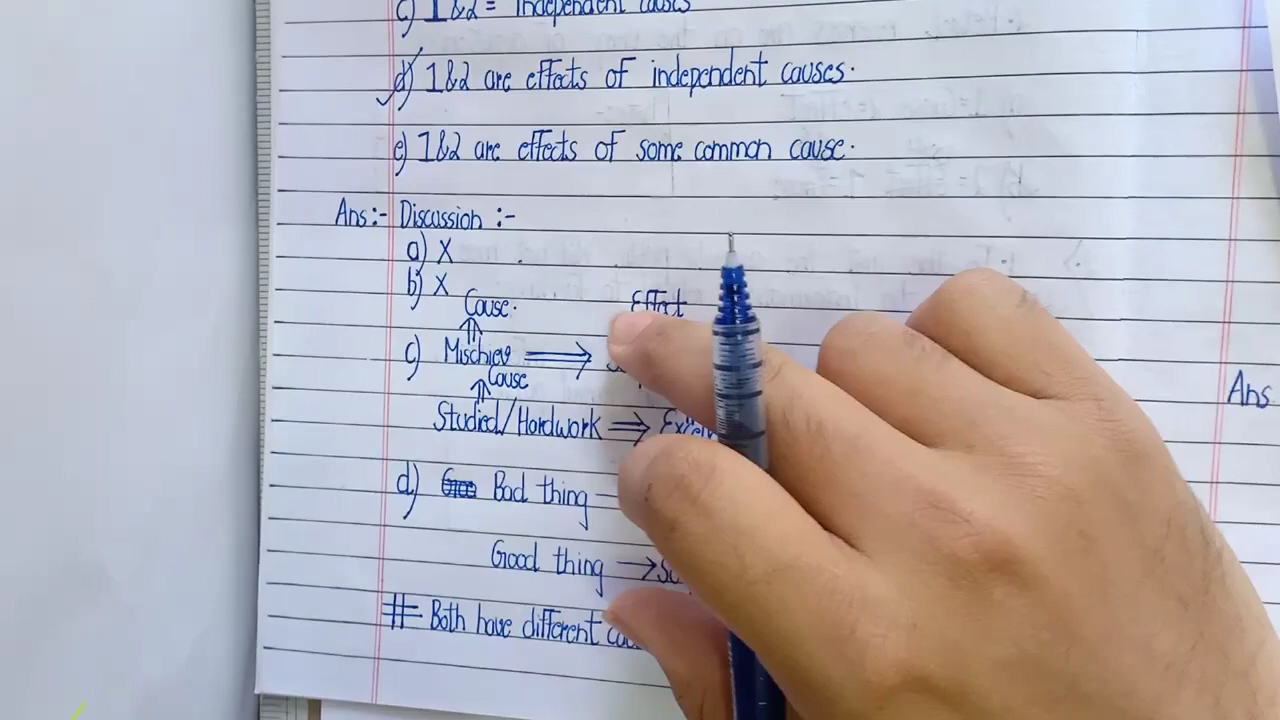 c) 1&2 = independent causes
d) 1&2 are effects of independent causes.
e) 1&2 are effects of some common cause.
Ans:- Discussion :-
a) X
b) X
Cause. Effect
c) Mischiev ⇒
Cause
Studied/Hardwork ⇒
d) Bad thing
Good thing →
# Both have different
Ans